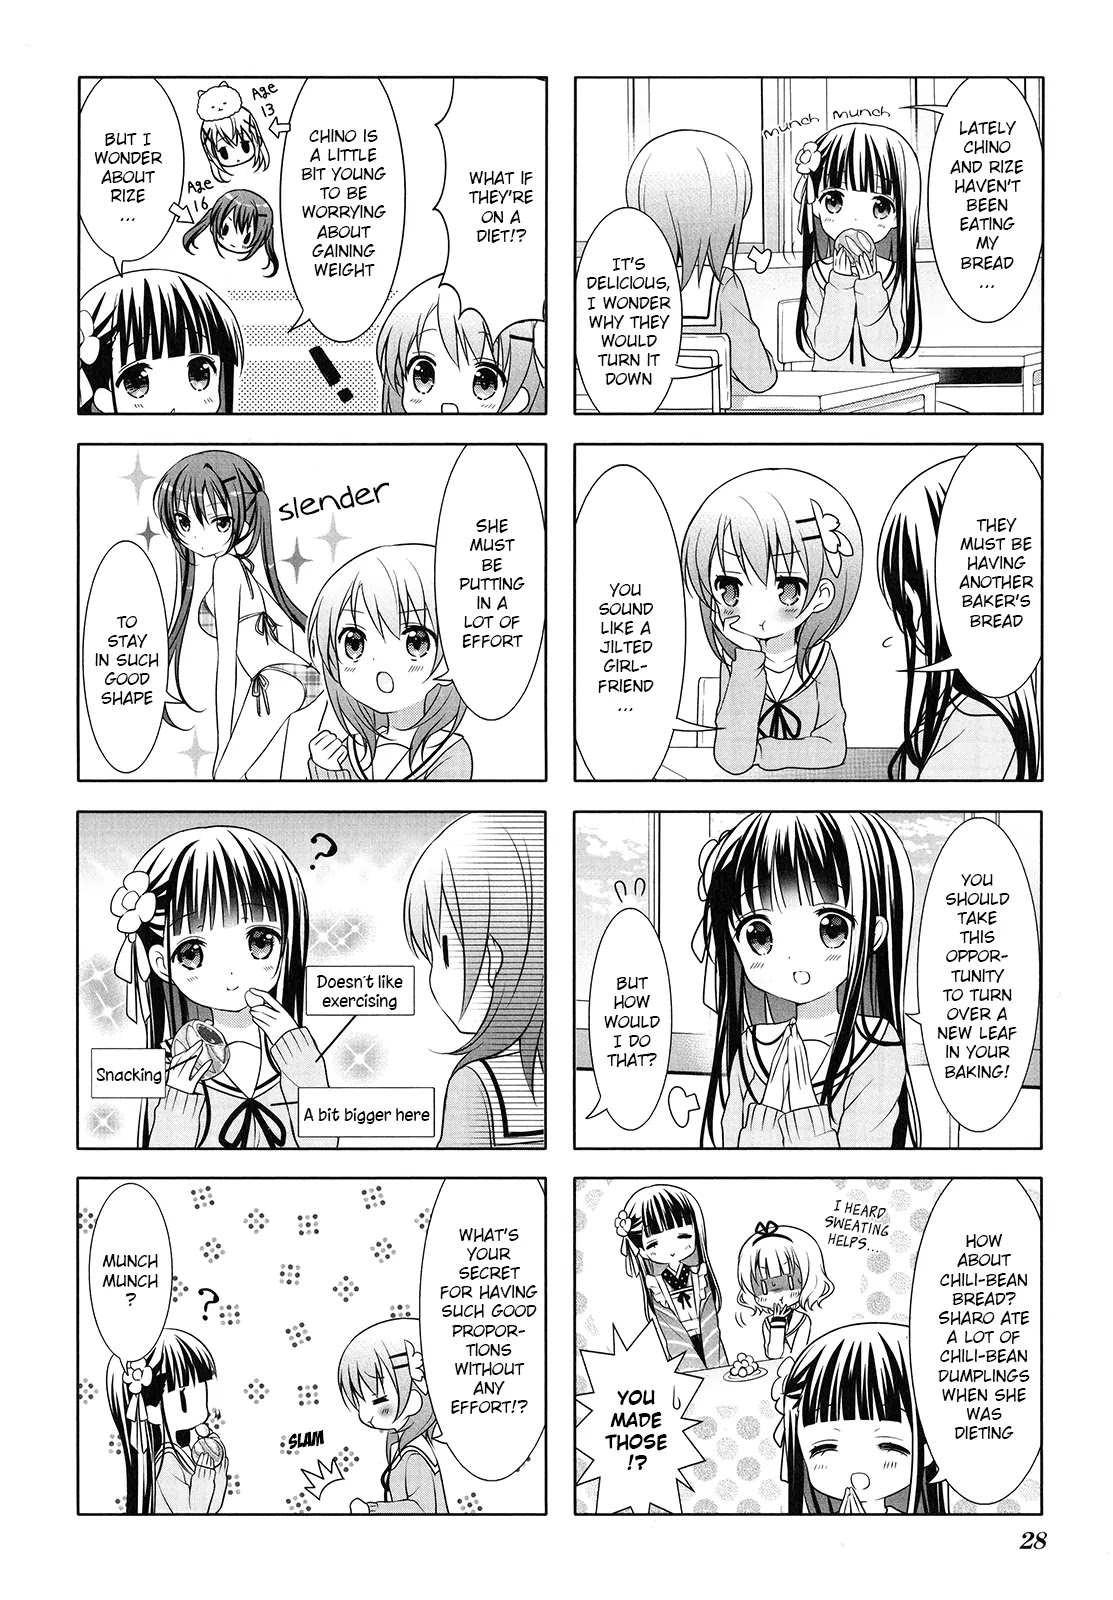 LATELY
CHINO
AND RIZE
HAVEN'T
BEEN
EATING
MY
BREAD
...
munch munch
IT'S
DELICIOUS,
I WONDER
WHY THEY
WOULD
TURN IT
DOWN
THEY
MUST BE
HAVING
ANOTHER
BAKER'S
BREAD
YOU
SOUND
LIKE A
JILTED
GIRL-
FRIEND
...
YOU
SHOULD
TAKE
THIS
OPPOR-
TUNITY
TO TURN
OVER A
NEW LEAF
IN YOUR
BAKING!
BUT
HOW
WOULD
I DO
THAT?
HOW
ABOUT
CHILI-BEAN
BREAD?
SHARO ATE
A LOT OF
CHILI-BEAN
DUMPLINGS
WHEN SHE
WAS
DIETING
I HEARD
SWEATING
HELPS...
YOU
MADE
THOSE
!?
WHAT IF
THEY'RE
ON A
DIET!?
CHINO IS
A LITTLE
BIT YOUNG
TO BE
WORRYING
ABOUT
GAINING
WEIGHT
Age
13
Age
16
BUT I
WONDER
ABOUT
RIZE
...
!
SHE
MUST
BE
PUTTING
IN A
LOT OF
EFFORT
slender
TO
STAY
IN SUCH
GOOD
SHAPE
?
Doesn't like
exercising
Snacking
A bit bigger here
WHAT'S
YOUR
SECRET
FOR HAVING
SUCH GOOD
PROPOR-
TIONS
WITHOUT
ANY
EFFORT!?
SLAM
MUNCH
MUNCH
?
?
28